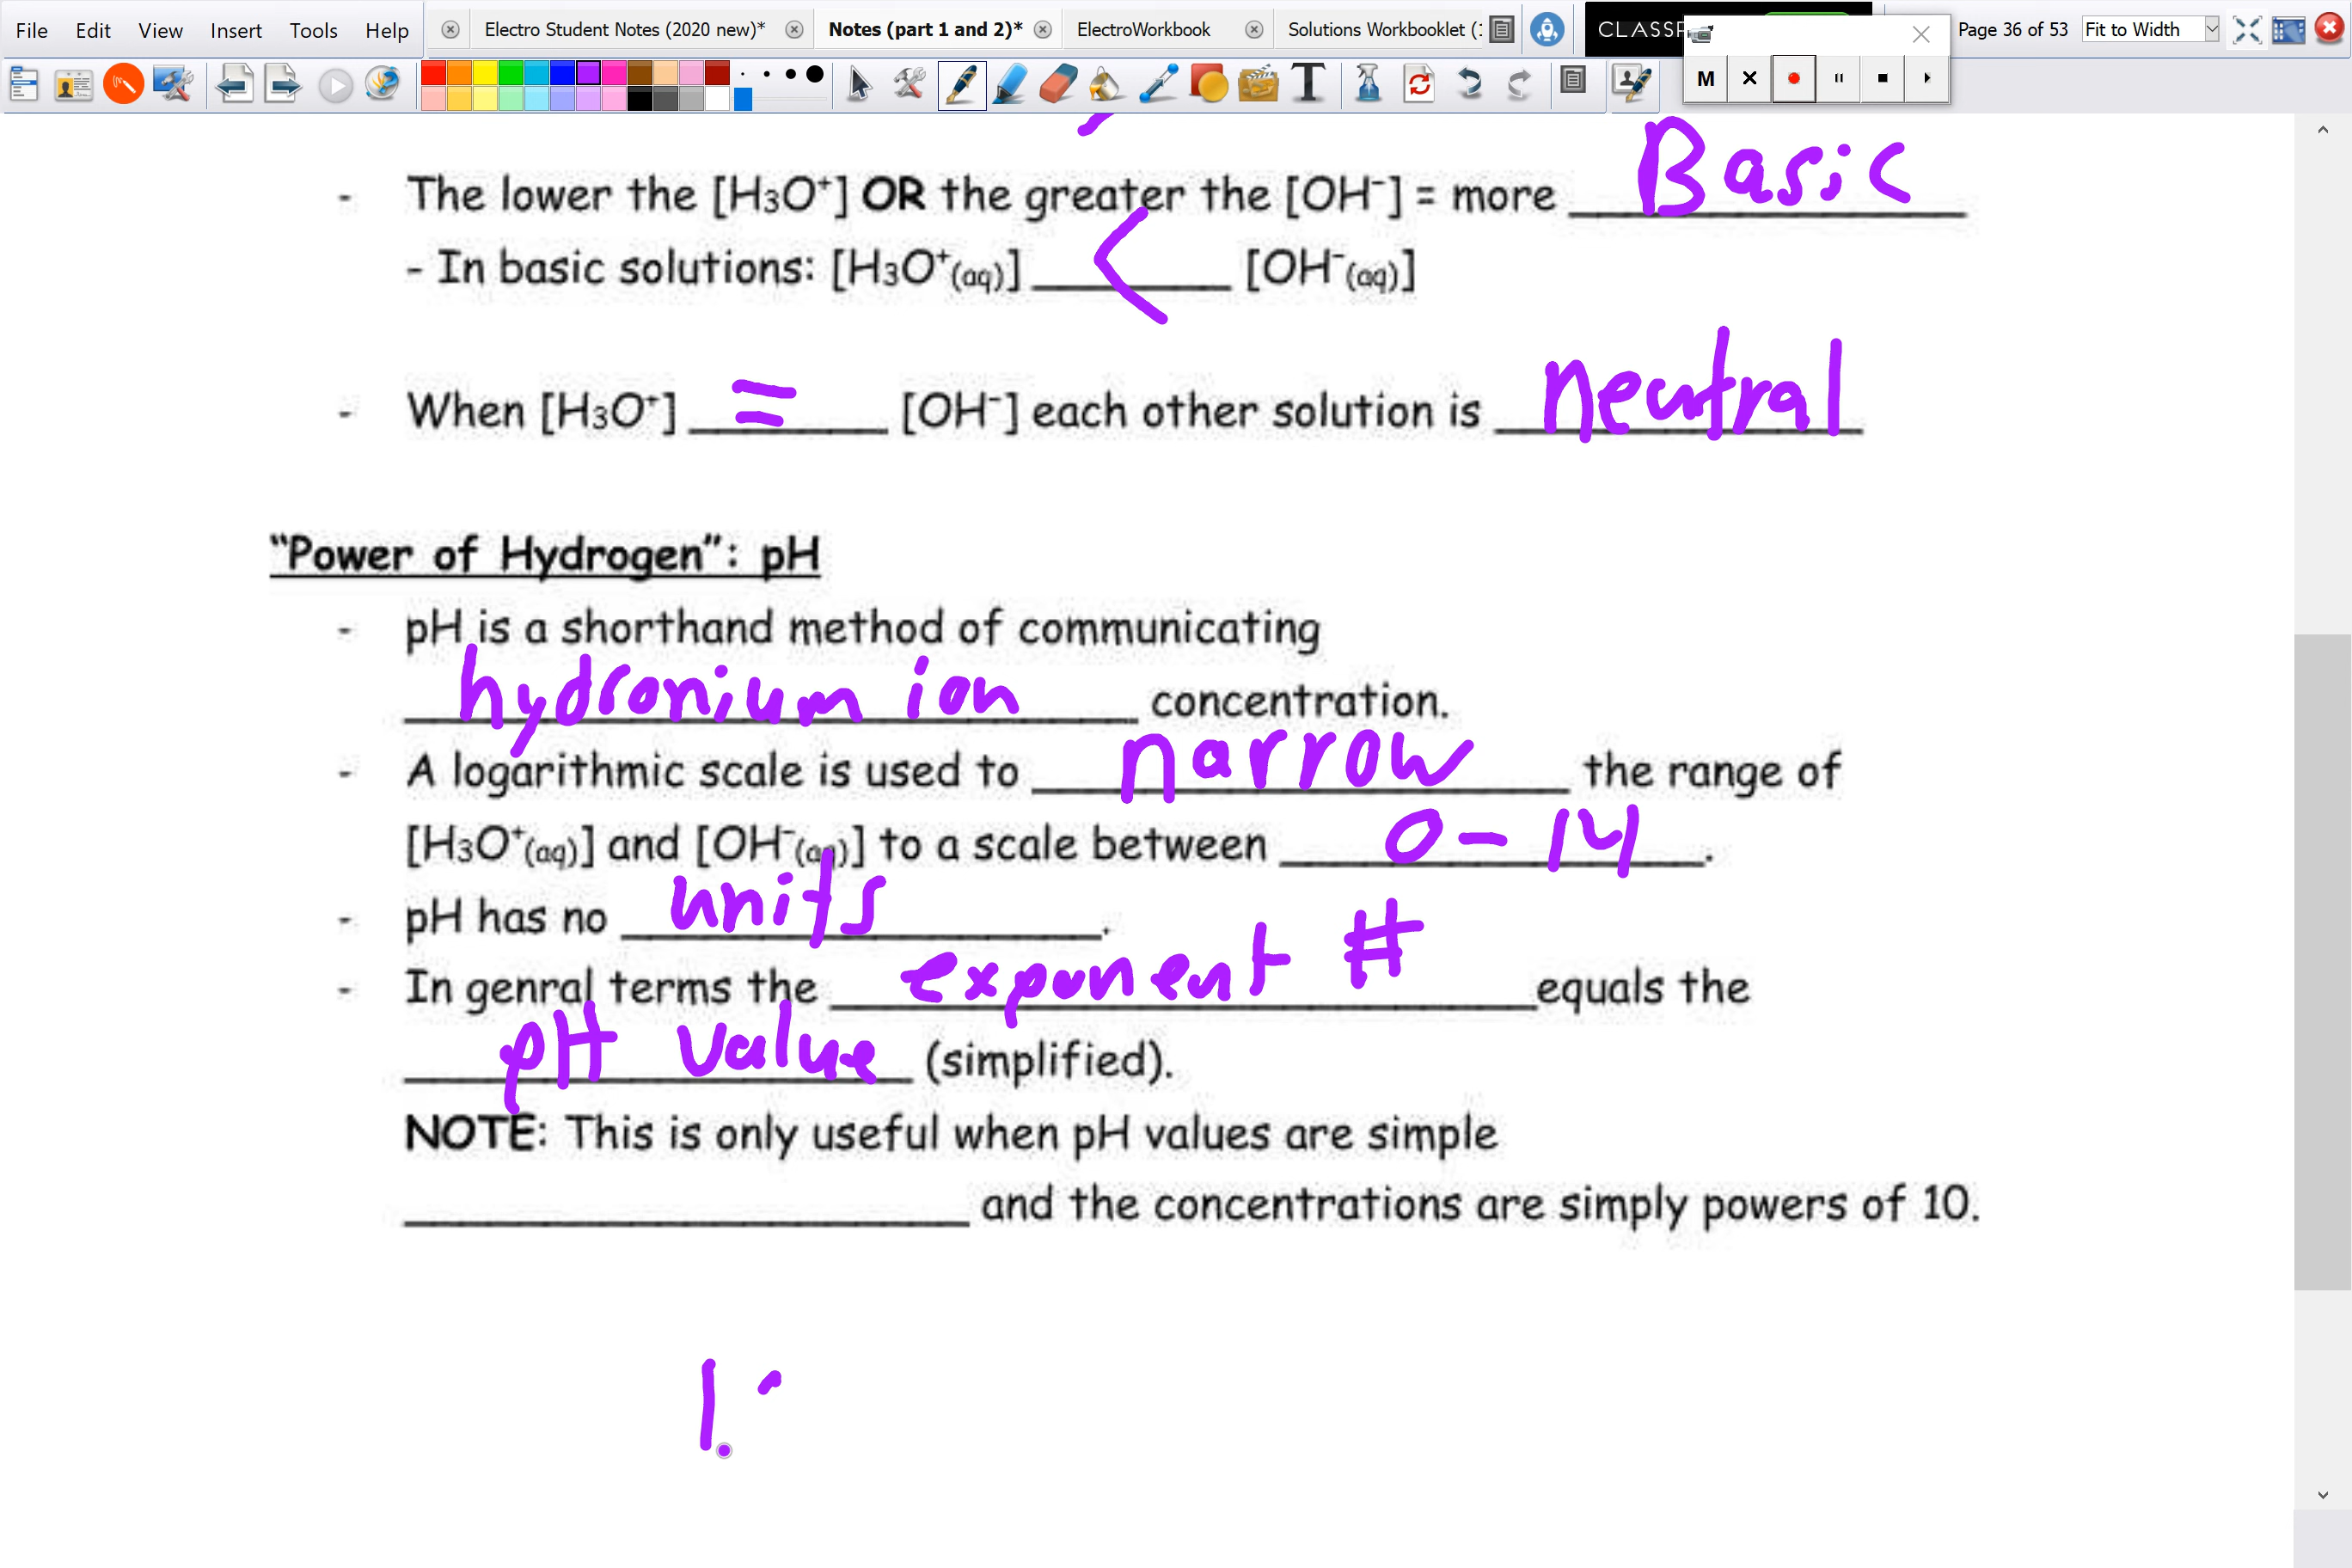 File Edit View Insert Tools Help Electro Student Notes (2020 new)* Notes (part 1 and 2)* ElectroWorkbook Solutions Workbooklet (1 CLASSF Page 36 of 53 Fit to Width
M
T
The lower the [H₃O⁺] OR the greater the [OH⁻] = more Basic
- In basic solutions: [H₃O⁺(aq)] < [OH⁻(aq)]
- When [H₃O⁺] = [OH⁻] each other solution is neutral
"Power of Hydrogen": pH
- pH is a shorthand method of communicating
hydronium ion concentration.
- A logarithmic scale is used to narrow the range of
[H₃O⁺(aq)] and [OH⁻(aq)] to a scale between 0-14.
- pH has no units.
- In genral terms the exponent # equals the
pH value (simplified).
NOTE: This is only useful when pH values are simple
and the concentrations are simply powers of 10.
1.